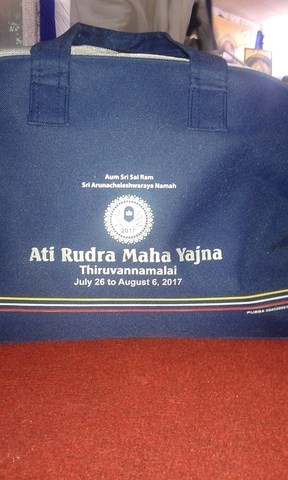 Aum Sri Sai Ram
Sri Arunachaleshwaraya Namah
2017
Ati Rudra Maha Yajna
Thiruvannamalai
July 26 to August 6, 2017